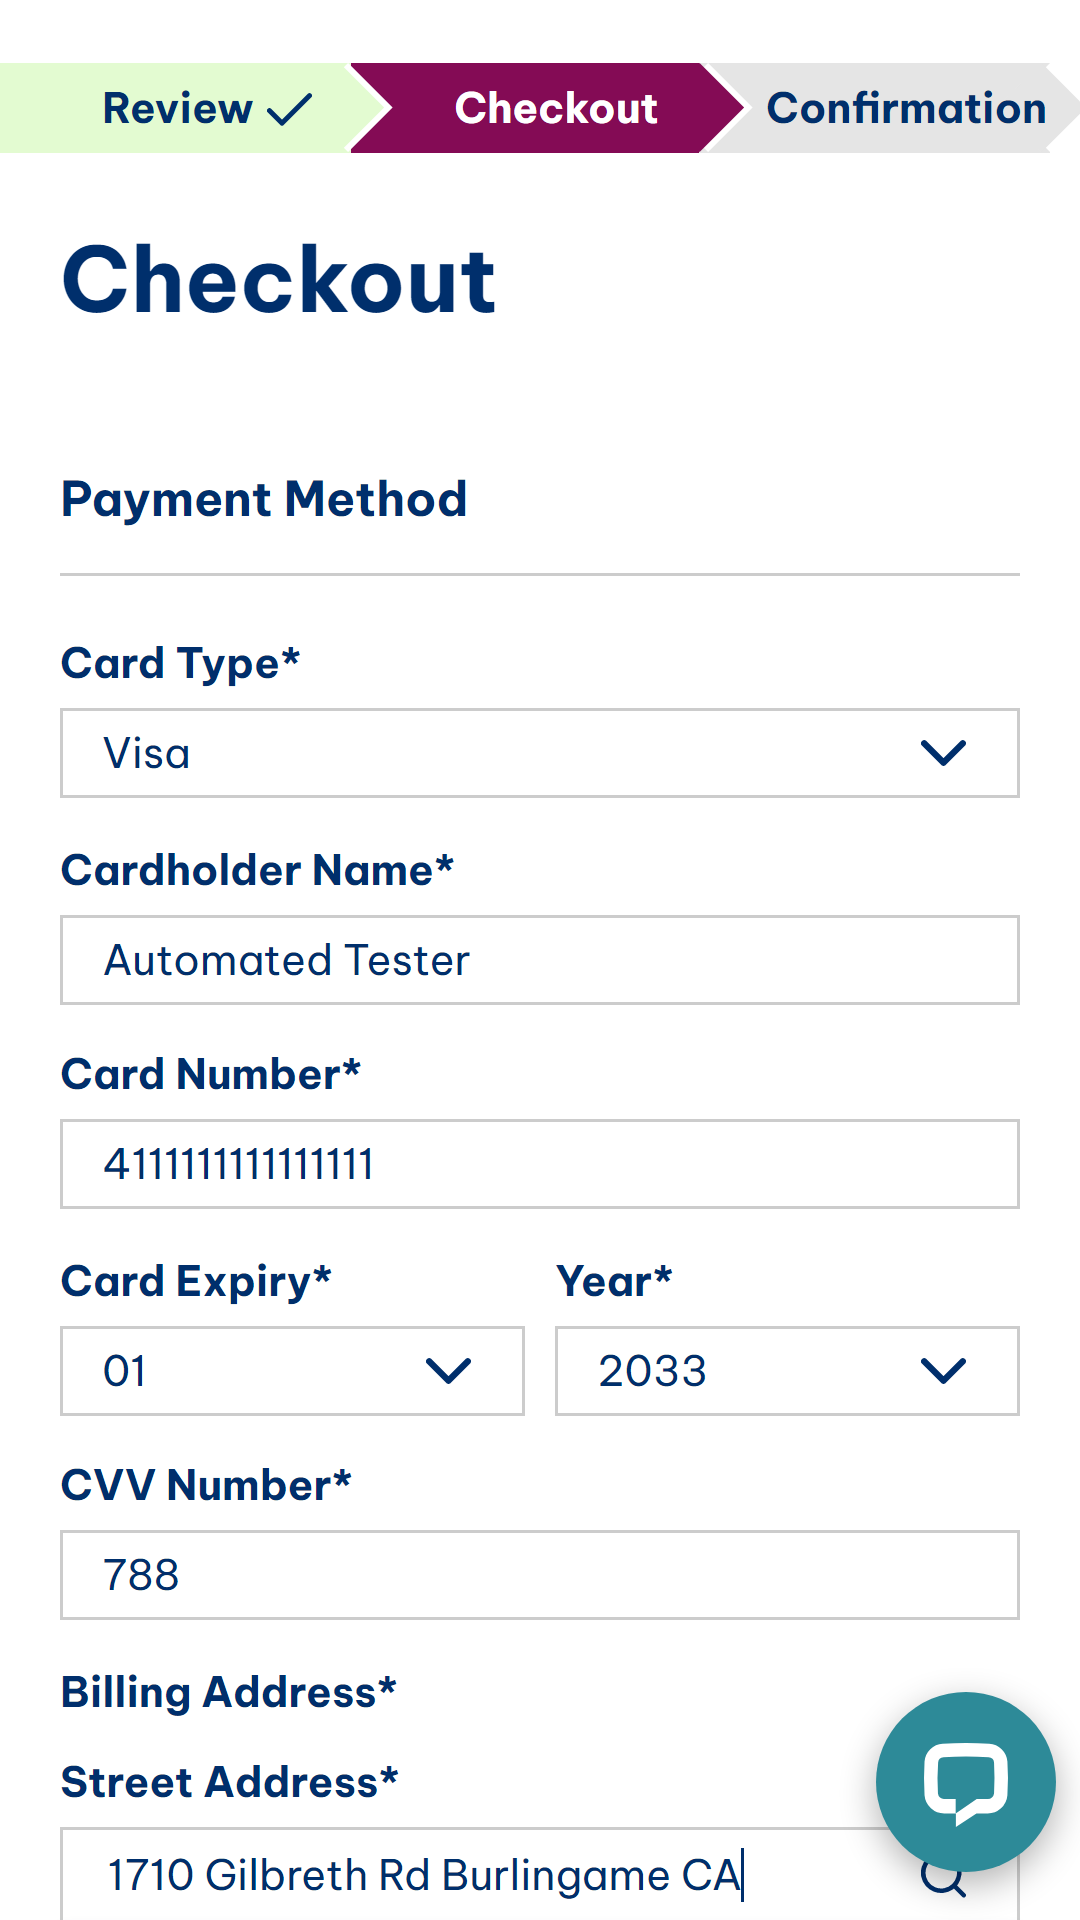 Review
Checkout
Confirmation
Checkout
Payment Method
Card Type*
Visa
Cardholder Name*
Automated Tester
Card Number*
4111111111111111
Card Expiry* Year*
01 2033
CVV Number*
788
Billing Address*
Street Address*
1710 Gilbreth Rd Burlingame CA